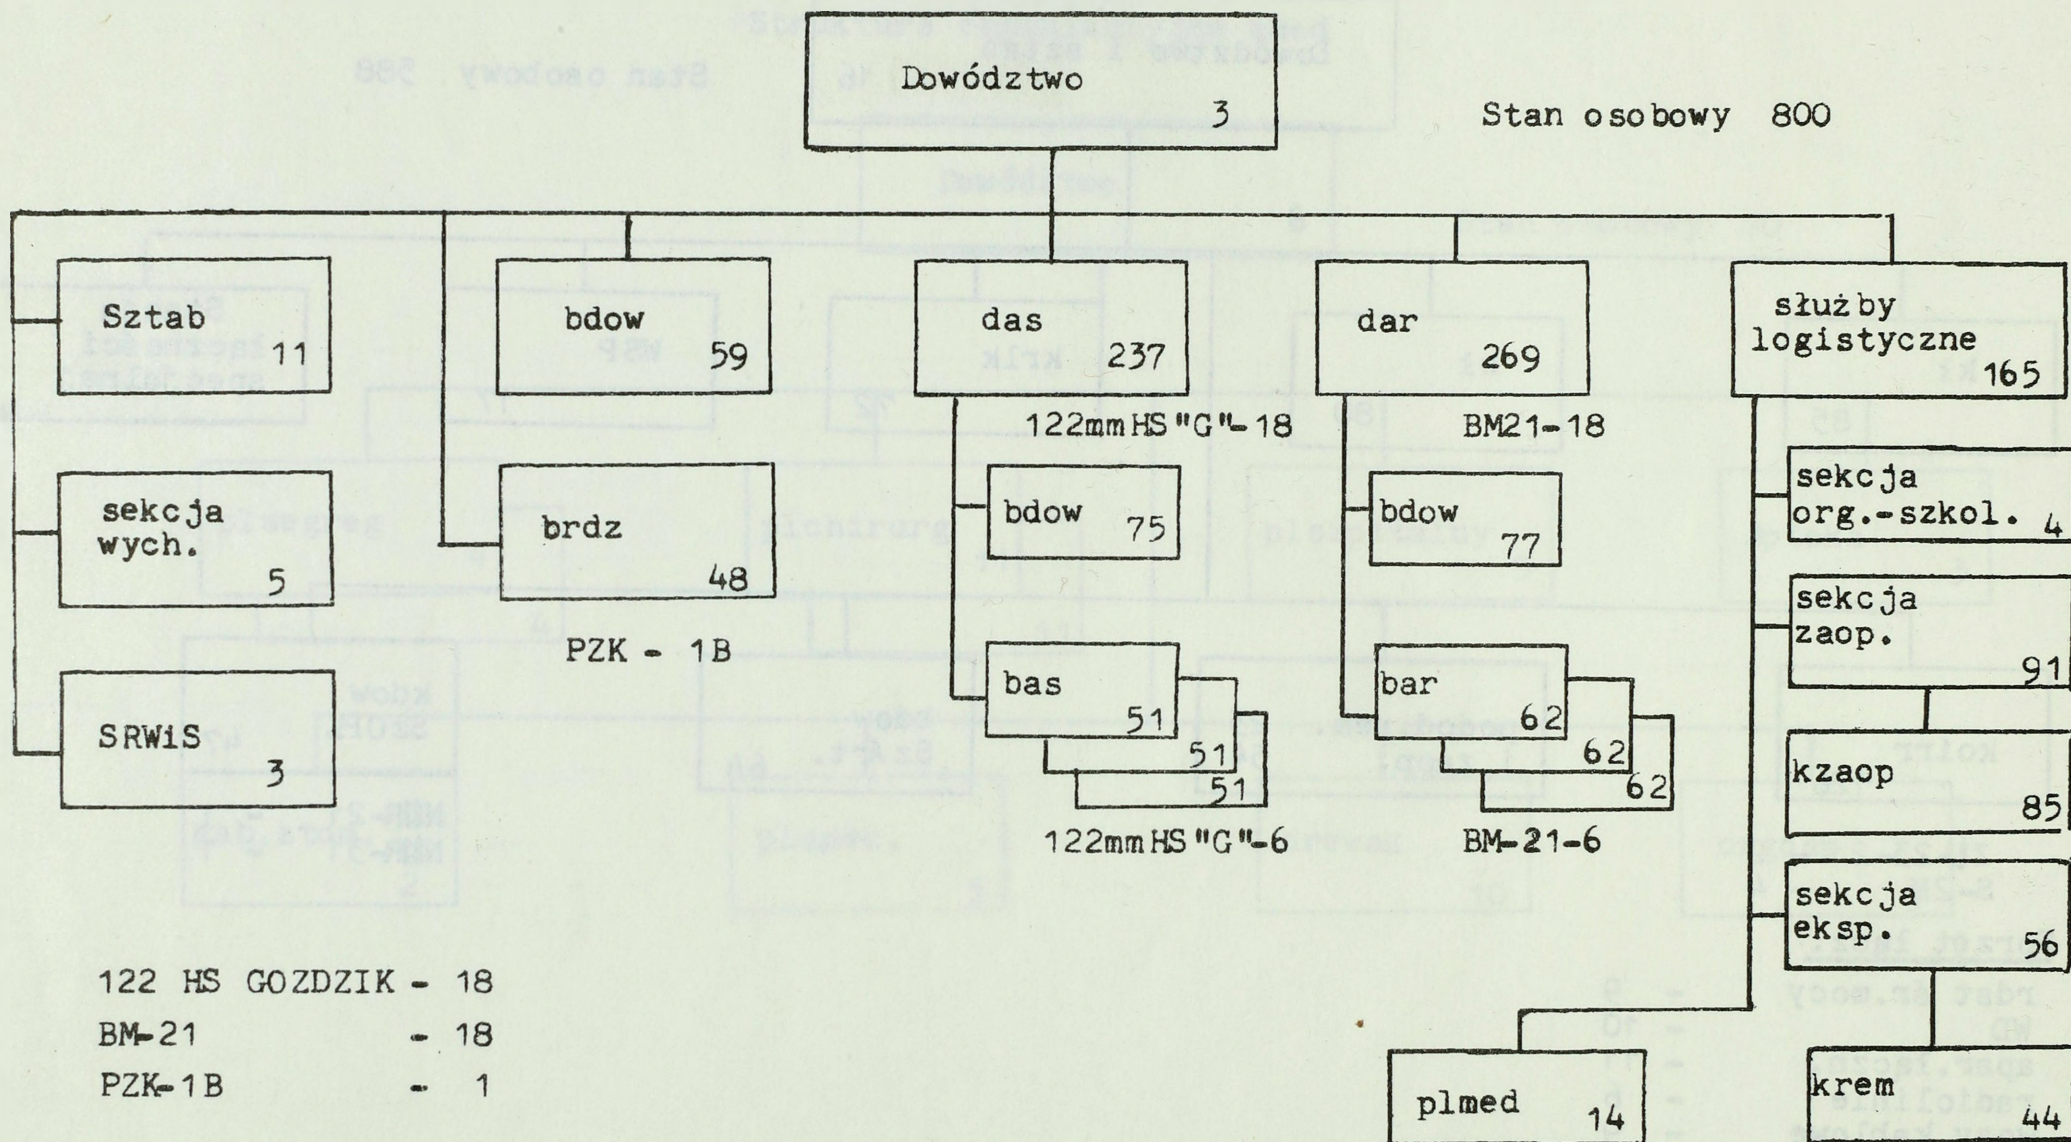 Dowództwo
3
Stan osobowy 800
Sztab
11
bdow
59
das
237
122mm HS "G"-18
dar
269
BM21-18
służby
logistyczne
165
sekcja
wych.
5
brdz
48
PZK - 1B
bdow 75
bdow
77
sekcja
org.-szkol. 4
sekcja
zaop.
91
SRWiS
3
bas
51
51
51
122mm HS "G"-6
bar
62
62
62
BM-21-6
kzaop
85
sekcja
eksp.
56
plmed 14
krem
44
122 HS GOZDZIK - 18
BM-21 - 18
PZK-1B - 1